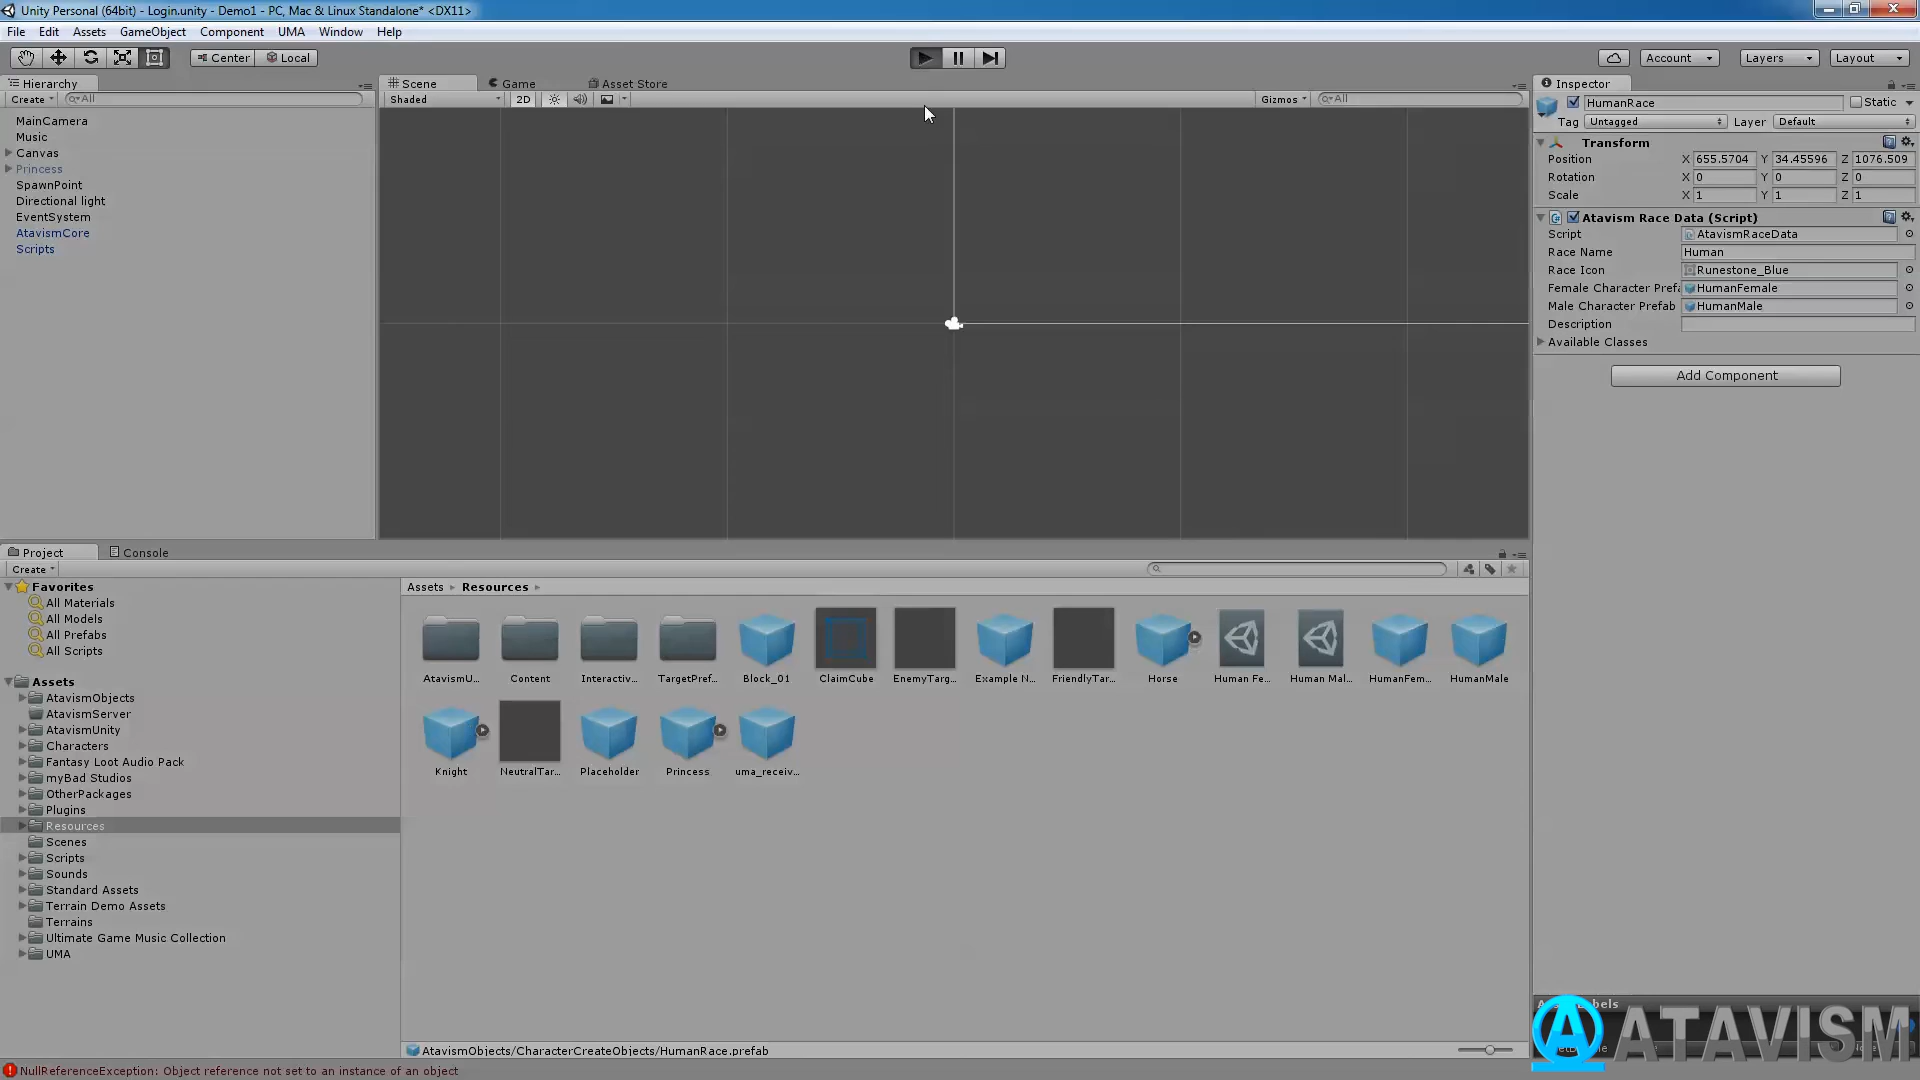 Unity Personal (64bit) - Login.unity - Demo1 - PC, Mac & Linux Standalone* <DX11>
File Edit Assets GameObject Component UMA Window Help
Center Local Account Layers Layout
Hierarchy
Create All
MainCamera
Music
Canvas
Princess
SpawnPoint
Directional light
EventSystem
AtavismCore
Scripts
Scene Game Asset Store
Shaded 2D Gizmos All
Inspector
HumanRace Static
Tag Untagged Layer Default
Transform
Position X 655.5704 Y 34.45596 Z 1076.509
Rotation X 0 Y 0 Z 0
Scale X 1 Y 1 Z 1
Atavism Race Data (Script)
Script AtavismRaceData
Race Name Human
Race Icon Runestone_Blue
Female Character Prefa HumanFemale
Male Character Prefab HumanMale
Description
Available Classes
Add Component
Project Console
Create
Favorites
All Materials
All Models
All Prefabs
All Scripts
Assets
AtavismObjects
AtavismServer
AtavismUnity
Characters
Fantasy Loot Audio Pack
myBad Studios
OtherPackages
Plugins
Resources
Scenes
Scripts
Sounds
Standard Assets
Terrain Demo Assets
Terrains
Ultimate Game Music Collection
UMA
Assets Resources
AtavismU... Content Interactiv... TargetPref... Block_01 ClaimCube EnemyTarg... Example N... FriendlyTar... Horse Human Fe... Human Mal... HumanFem... HumanMale
Knight NeutralTar... Placeholder Princess uma_receiv...
AtavismObjects/CharacterCreateObjects/HumanRace.prefab
ATAVISM
NullReferenceException: Object reference not set to an instance of an object